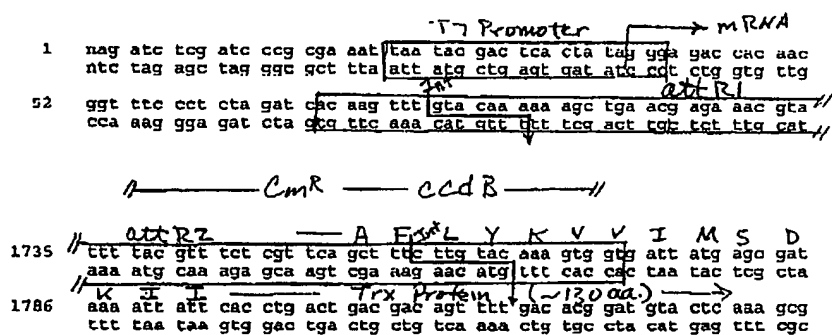 T7 Promoter mRNA
1 nag atc tcg atc ccg cga aat taa tac gac tca cta tag gga gac cac aac
ntc tag agc tag ggc gct tta att atg ctg agt gat atc cct ctg gtg ttg
Int attR1
52 ggt ttc cct cta gat cac aag ttt gta caa aaa agc tga acg aga aac gta
cca aag gga gat cta gtg ttc aaa cat gtt ttt tcg act tgc tct ttg cat
CmR ccdB
attR2 A F Int L Y K V V I M S D
1735 ttt tac gtt tct cgt tca gct ttc ttg tac aaa gtg gtg att atg agc gat
aaa atg caa aga gca agt cga aag aac atg ttt cac cac taa tac tcg cta
K I I Trx Protein (~120aa.)
1786 aaa att att cac ctg act gac gac agt ttt gac acg gat gta ctc aaa gcg
ttt taa taa gtg gac tga ctg ctg tca aaa ctg tgc cta cat gag ttt cgc